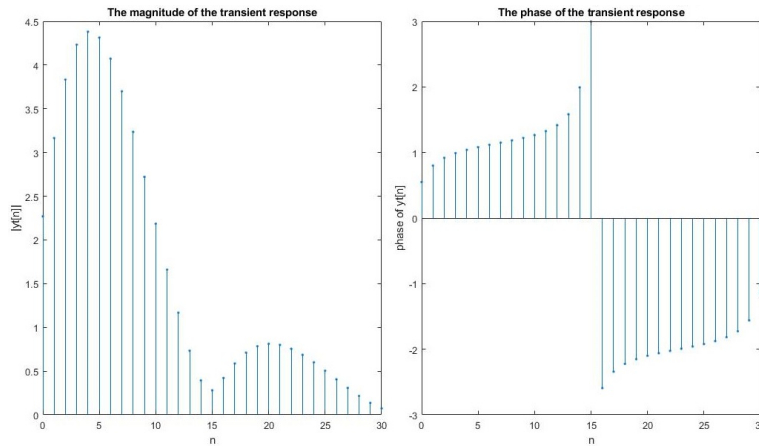 The magnitude of the transient response
4.5
4
3.5
3
2.5
2
1.5
1
0.5
0
|yt[n]|
0 5 10 15 20 25 30
n
The phase of the transient response
3
2
1
0
-1
-2
-3
phase of yt[n]
0 5 10 15 20 25 30
n